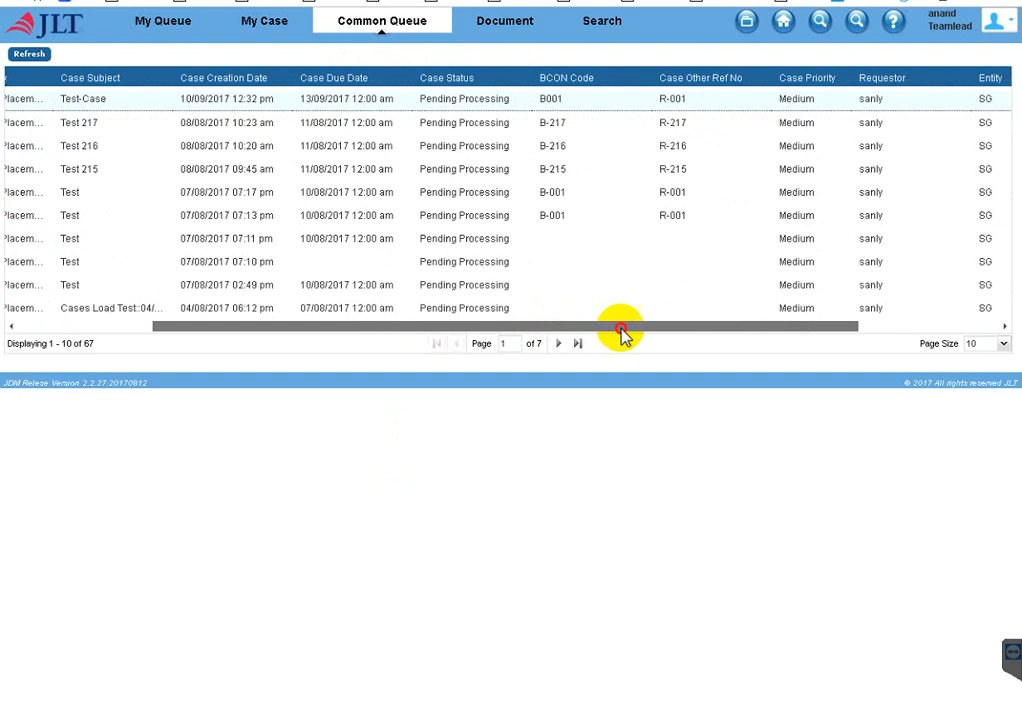 JLT My Queue My Case Common Queue Document Search anand Teamlead
Refresh
Case Subject Case Creation Date Case Due Date Case Status BCON Code Case Other Ref No Case Priority Requestor Entity
Placem... Test-Case 10/09/2017 12:32 pm 13/09/2017 12:00 am Pending Processing B001 R-001 Medium sanly SG
Placem... Test 217 08/08/2017 10:23 am 11/08/2017 12:00 am Pending Processing B-217 R-217 Medium sanly SG
Placem... Test 216 08/08/2017 10:20 am 11/08/2017 12:00 am Pending Processing B-216 R-216 Medium sanly SG
Placem... Test 215 08/08/2017 09:45 am 11/08/2017 12:00 am Pending Processing B-215 R-215 Medium sanly SG
Placem... Test 07/08/2017 07:17 pm 10/08/2017 12:00 am Pending Processing B-001 R-001 Medium sanly SG
Placem... Test 07/08/2017 07:13 pm 10/08/2017 12:00 am Pending Processing B-001 R-001 Medium sanly SG
Placem... Test 07/08/2017 07:11 pm 10/08/2017 12:00 am Pending Processing Medium sanly SG
Placem... Test 07/08/2017 07:10 pm Pending Processing Medium sanly SG
Placem... Test 07/08/2017 02:49 pm 10/08/2017 12:00 am Pending Processing Medium sanly SG
Placem... Cases Load Test::04/... 04/08/2017 06:12 pm 07/08/2017 12:00 am Pending Processing Medium sanly SG
Displaying 1 - 10 of 67 Page 1 of 7 Page Size 10
JDM Relese Version 2.2.27.20170812 © 2017 All rights reserved JLT